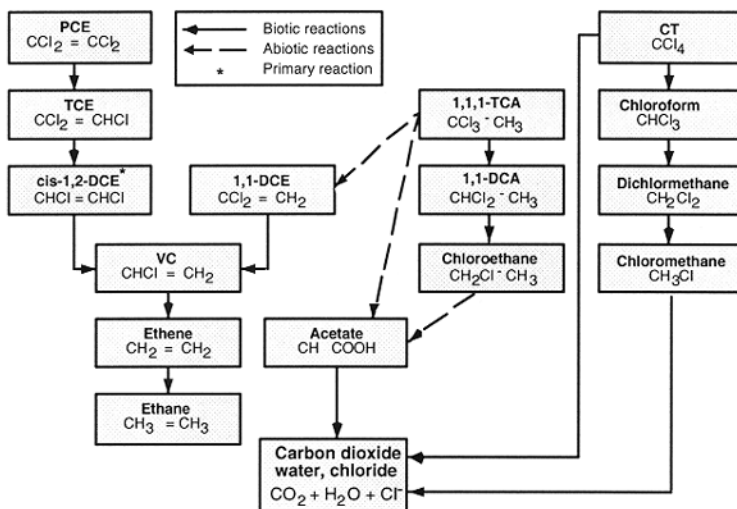 PCE
CCl2 = CCl2
Biotic reactions
Abiotic reactions
* Primary reaction
CT
CCl4
TCE
CCl2 = CHCl
1,1,1-TCA
CCl3 - CH3
Chloroform
CHCl3
cis-1,2-DCE*
CHCl = CHCl
1,1-DCE
CCl2 = CH2
1,1-DCA
CHCl2 - CH3
Dichlormethane
CH2Cl2
VC
CHCl = CH2
Chloroethane
CH2Cl - CH3
Chloromethane
CH3Cl
Ethene
CH2 = CH2
Acetate
CH COOH
Ethane
CH3 = CH3
Carbon dioxide
water, chloride
CO2 + H2O + Cl-